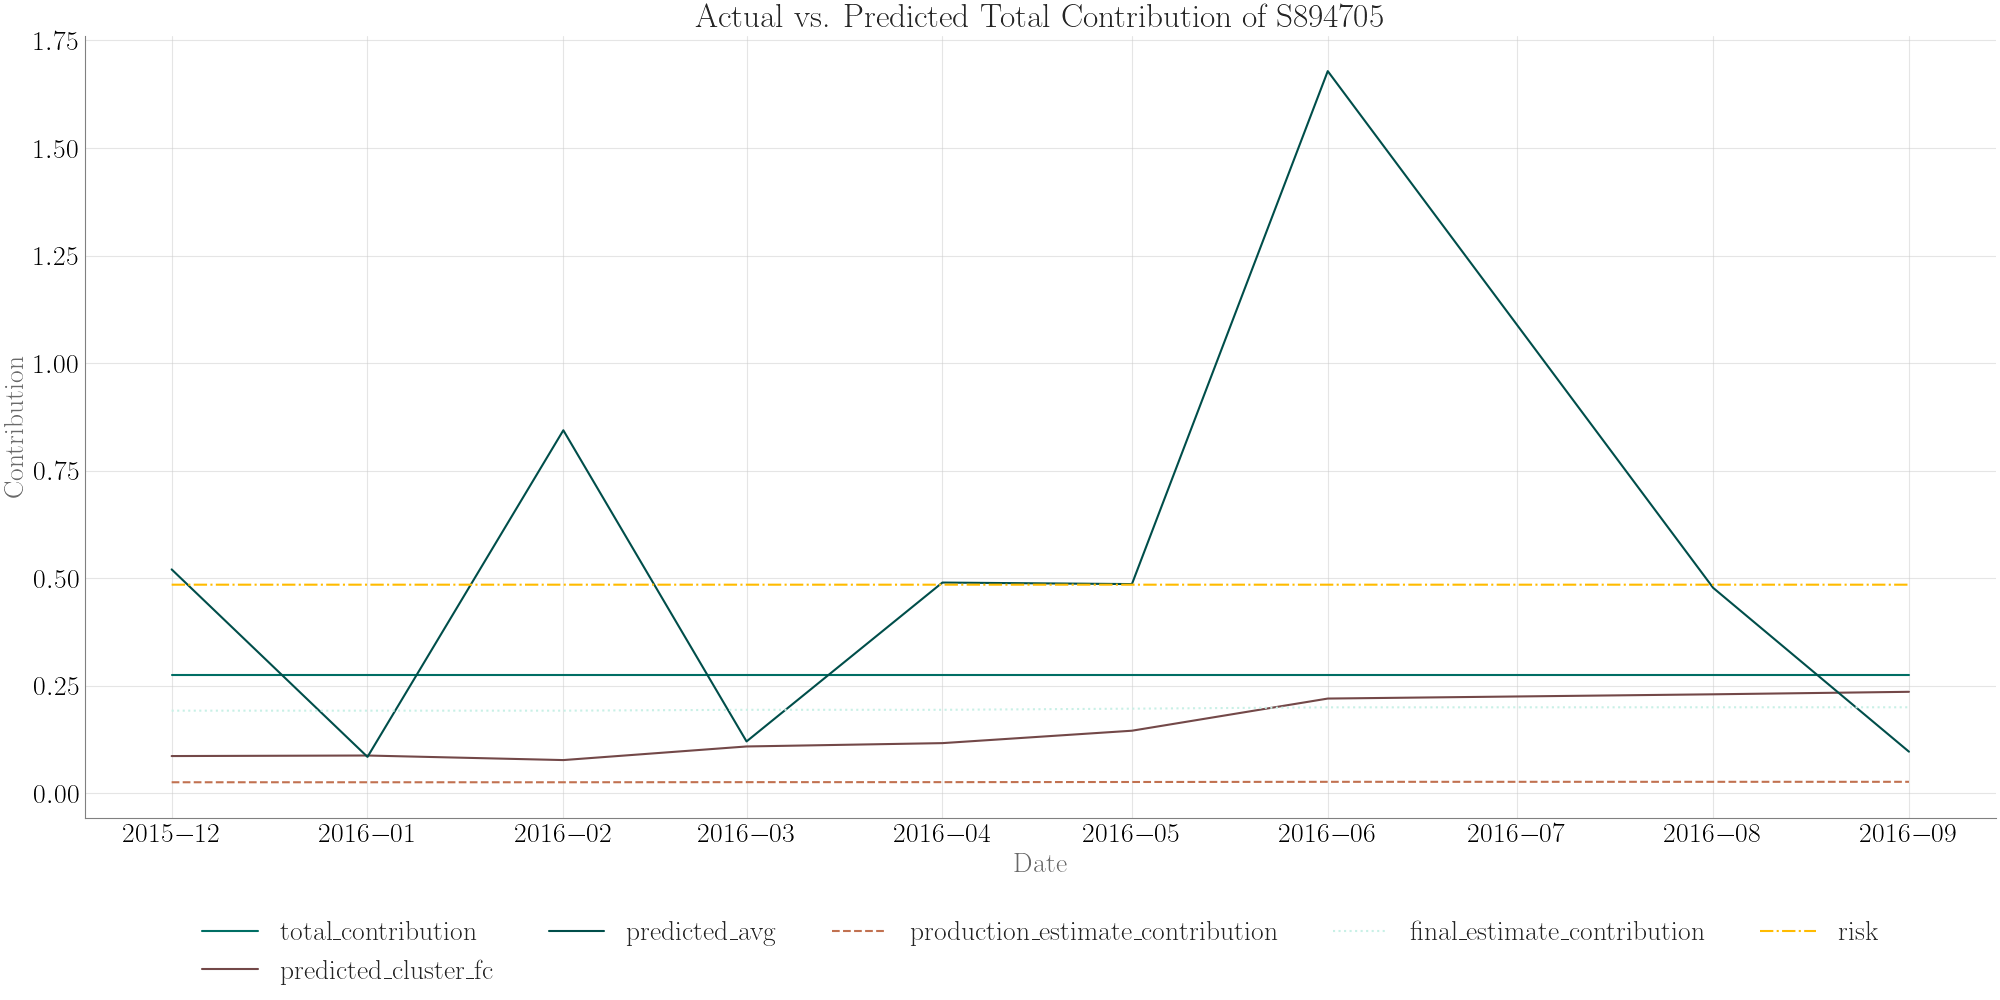 Actual vs. Predicted Total Contribution of S894705
1.75
1.50
1.25
1.00
0.75
0.50
0.25
0.00
Contribution
2015–12 2016–01 2016–02 2016–03 2016–04 2016–05 2016–06 2016–07 2016–08 2016–09
Date
total_contribution predicted_avg production_estimate_contribution final_estimate_contribution risk
predicted_cluster_fc